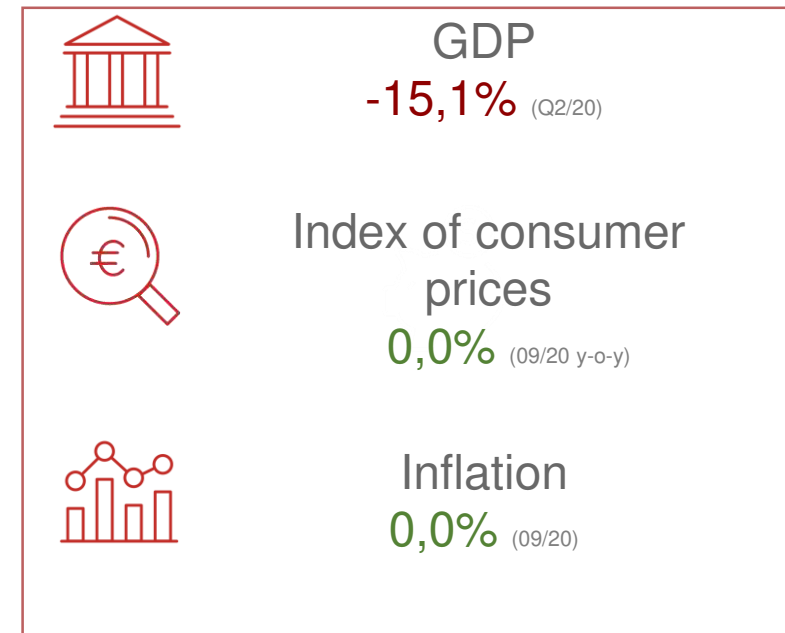 GDP
-15,1% (Q2/20)
€
Index of consumer
prices
0,0% (09/20 y-o-y)
Inflation
0,0% (09/20)